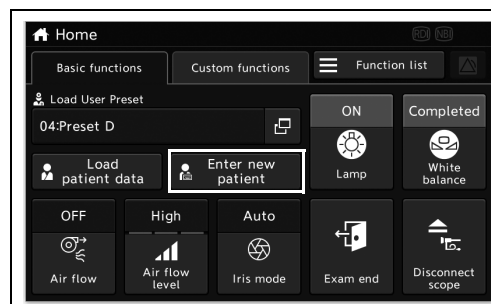 Home
RDI NBI
Basic functions
Custom functions
Function list
Load User Preset
04:Preset D
ON
Completed
Load patient data
Enter new patient
Lamp
White balance
OFF
High
Auto
Air flow
Air flow level
Iris mode
Exam end
Disconnect scope